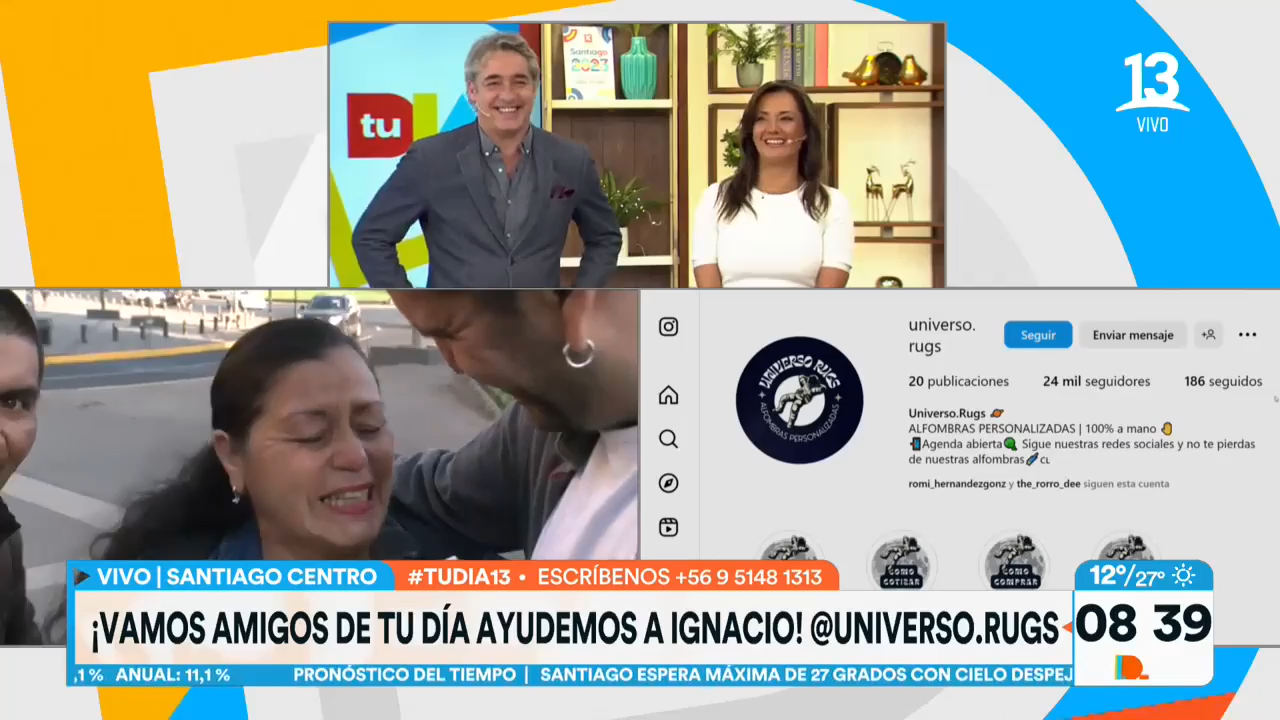 13
Santiago
2023
tu
13
VIVO
universo.
rugs
Seguir
Enviar mensaje
20 publicaciones
24 mil seguidores
186 seguidos
UNIVERSO RUGS
ALFOMBRAS PERSONALIZADAS
Universo.Rugs
ALFOMBRAS PERSONALIZADAS | 100% a mano
Agenda abierta Sigue nuestras redes sociales y no te pierdas
de nuestras alfombras CL
romi_hernandezgonz y the_rorro_dee siguen esta cuenta
COMO
COTIZAR
COMO
COMPRAR
VIVO | SANTIAGO CENTRO
#TUDIA13 • ESCRÍBENOS +56 9 5148 1313
12°/27°
¡VAMOS AMIGOS DE TU DÍA AYUDEMOS A IGNACIO! @UNIVERSO.RUGS
08 39
,1 % ANUAL: 11,1 % PRONÓSTICO DEL TIEMPO | SANTIAGO ESPERA MÁXIMA DE 27 GRADOS CON CIELO DESPEJ